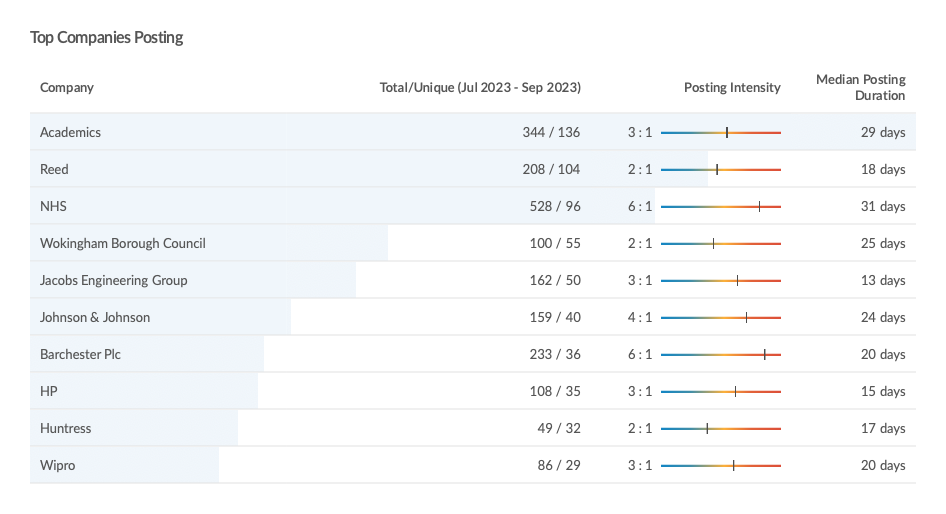 Top Companies Posting
Company Total/Unique (Jul 2023 - Sep 2023) Posting Intensity Median Posting Duration
Academics 344 / 136 3 : 1 29 days
Reed 208 / 104 2 : 1 18 days
NHS 528 / 96 6 : 1 31 days
Wokingham Borough Council 100 / 55 2 : 1 25 days
Jacobs Engineering Group 162 / 50 3 : 1 13 days
Johnson & Johnson 159 / 40 4 : 1 24 days
Barchester Plc 233 / 36 6 : 1 20 days
HP 108 / 35 3 : 1 15 days
Huntress 49 / 32 2 : 1 17 days
Wipro 86 / 29 3 : 1 20 days